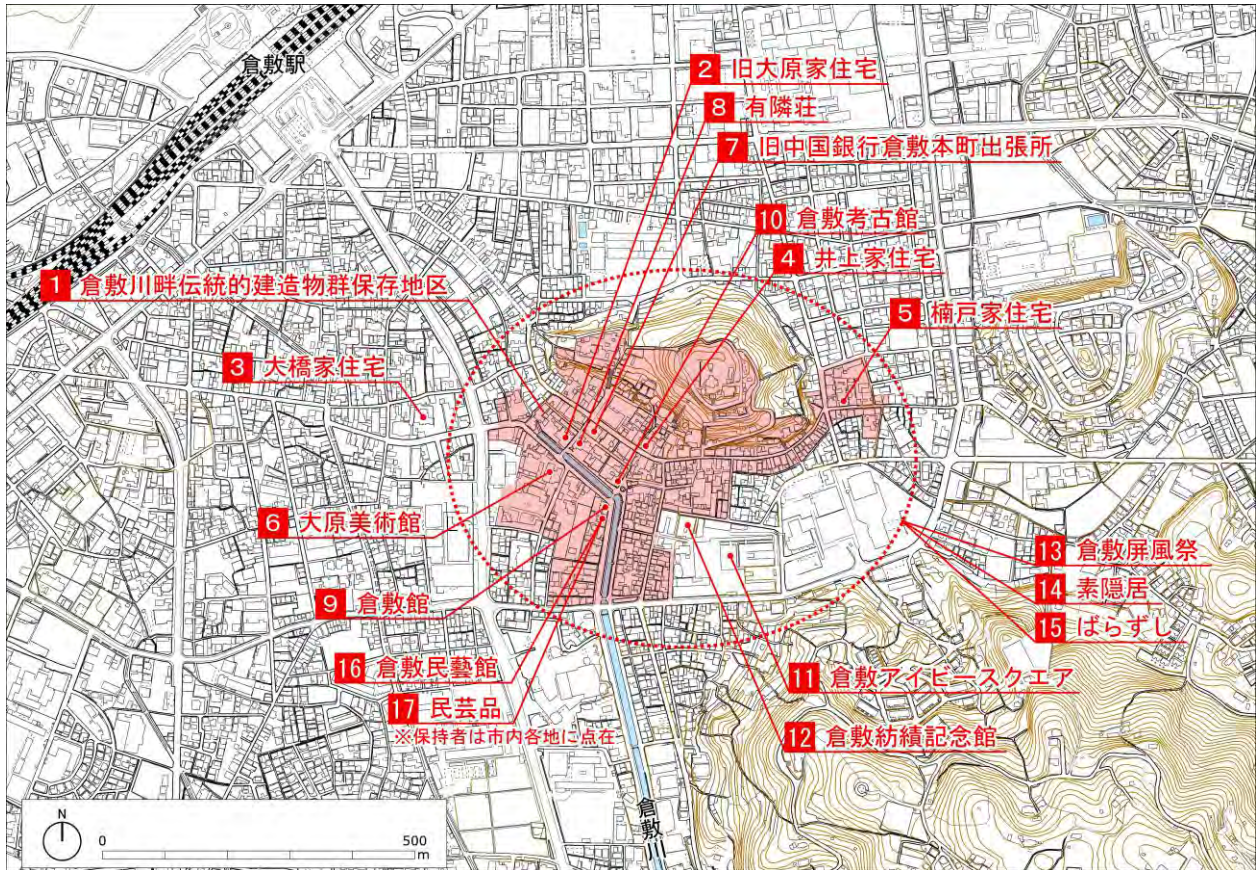 倉敷駅
2 旧大原家住宅
8 有隣荘
7 旧中国銀行倉敷本町出張所
10 倉敷考古館
4 井上家住宅
1 倉敷川畔伝統的建造物群保存地区
5 楠戸家住宅
3 大橋家住宅
6 大原美術館
13 倉敷屏風祭
14 素隠居
15 ばらずし
9 倉敷館
16 倉敷民藝館
11 倉敷アイビースクエア
17 民芸品
※保持者は市内各地に点在
12 倉敷紡績記念館
倉敷川
N
0 500
m